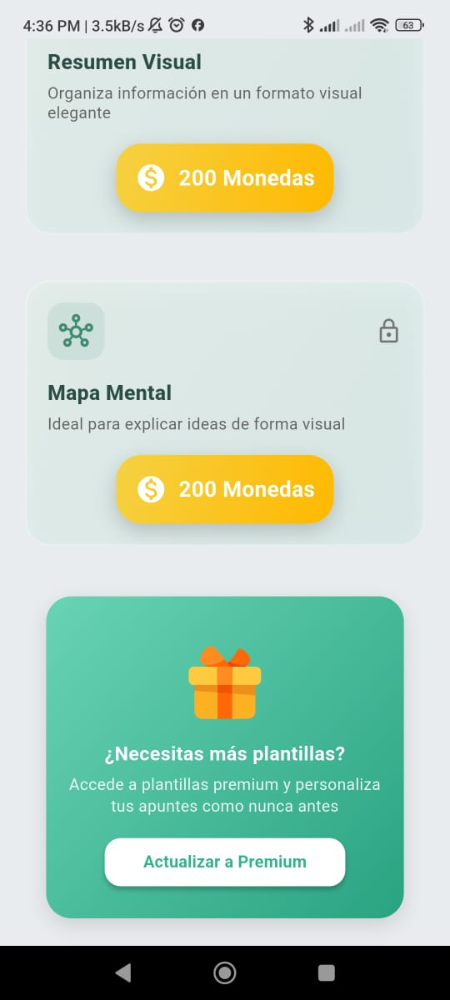 4:36 PM | 3.5kB/s
63
Resumen Visual
Organiza información en un formato visual
elegante
200 Monedas
Mapa Mental
Ideal para explicar ideas de forma visual
200 Monedas
¿Necesitas más plantillas?
Accede a plantillas premium y personaliza
tus apuntes como nunca antes
Actualizar a Premium